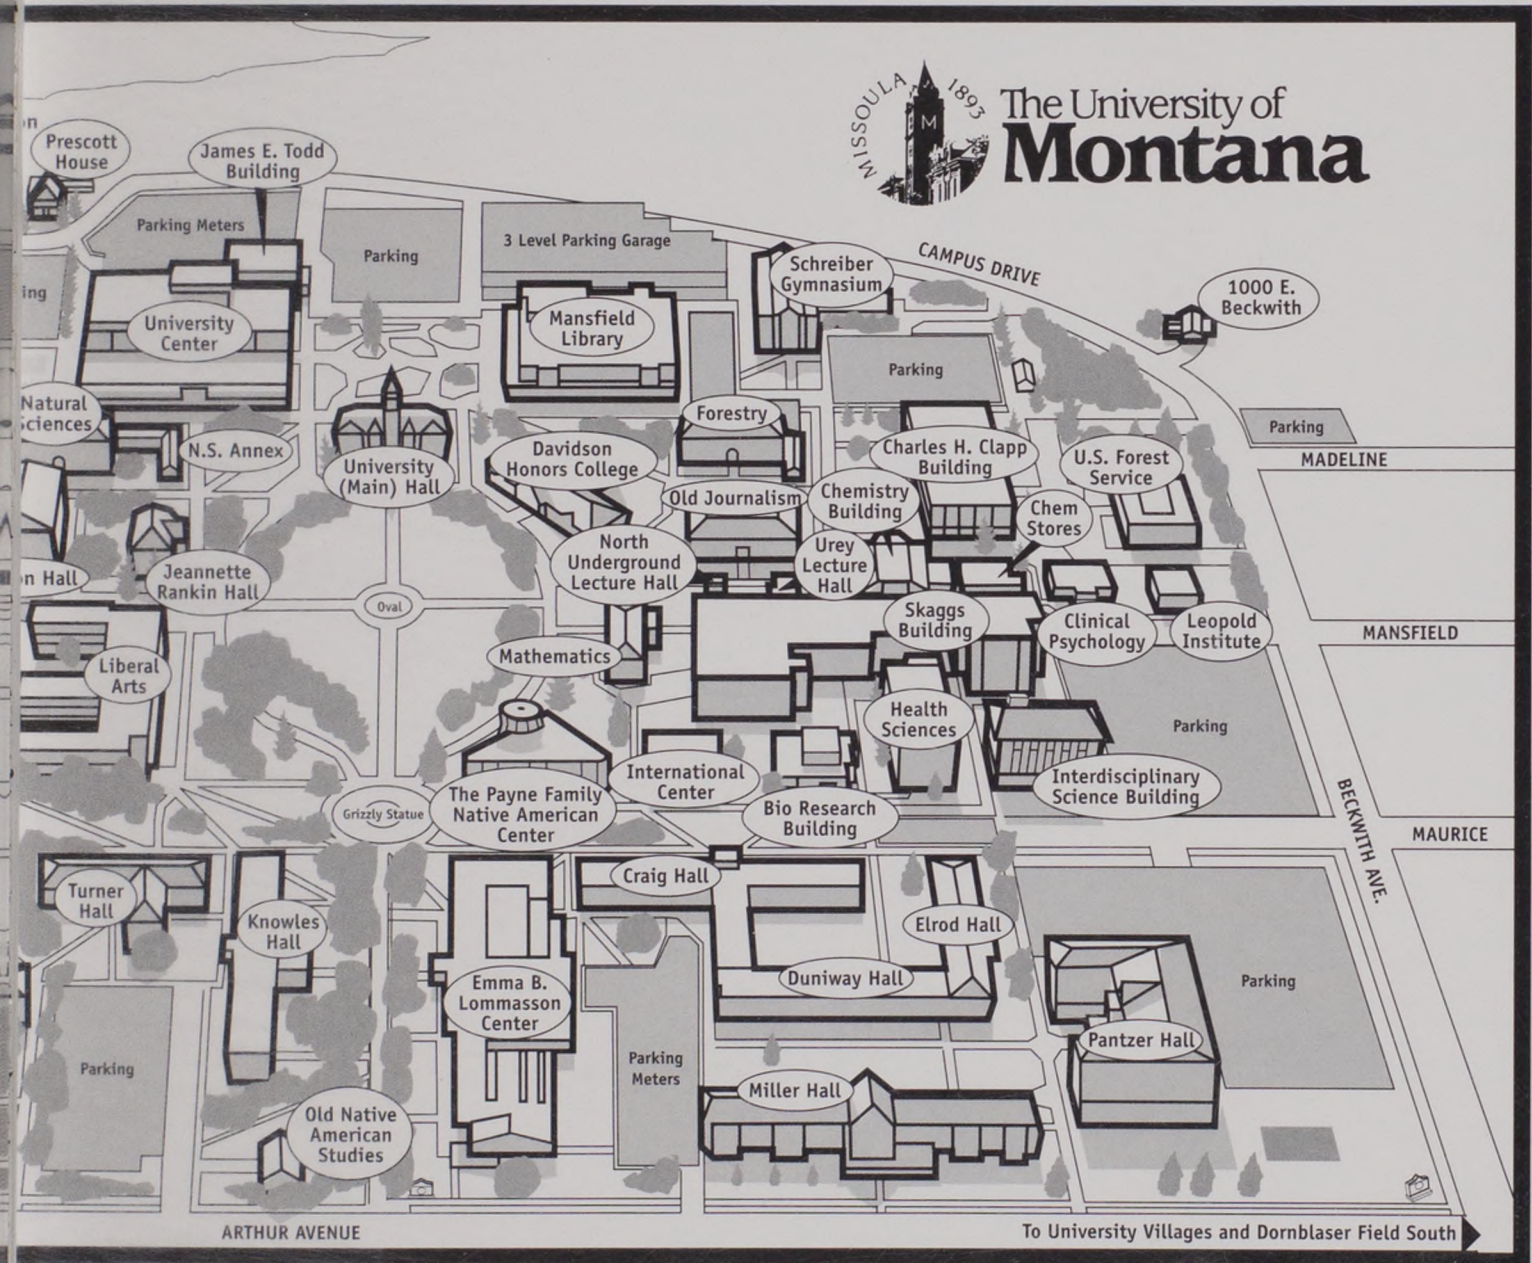 MISSOULA 1893
The University of
Montana
Prescott
House
James E. Todd
Building
Parking Meters
Parking
3 Level Parking Garage
Schreiber
Gymnasium
CAMPUS DRIVE
1000 E.
Beckwith
University
Center
Mansfield
Library
Parking
Parking
MADELINE
Natural
Sciences
N.S. Annex
University
(Main) Hall
Davidson
Honors College
Forestry
Charles H. Clapp
Building
U.S. Forest
Service
Old Journalism
Chemistry
Building
Chem
Stores
Jeannette
Rankin Hall
North
Underground
Lecture Hall
Urey
Lecture
Hall
Hall
Oval
Skaggs
Building
Clinical
Psychology
Leopold
Institute
MANSFIELD
Liberal
Arts
Mathematics
Health
Sciences
Parking
International
Center
Interdisciplinary
Science Building
Grizzly Statue
The Payne Family
Native American
Center
Bio Research
Building
BECKWITH AVE.
MAURICE
Turner
Hall
Knowles
Hall
Craig Hall
Elrod Hall
Emma B.
Lommasson
Center
Duniway Hall
Parking
Pantzer Hall
Parking
Parking
Meters
Miller Hall
Old Native
American
Studies
ARTHUR AVENUE
To University Villages and Dornblaser Field South